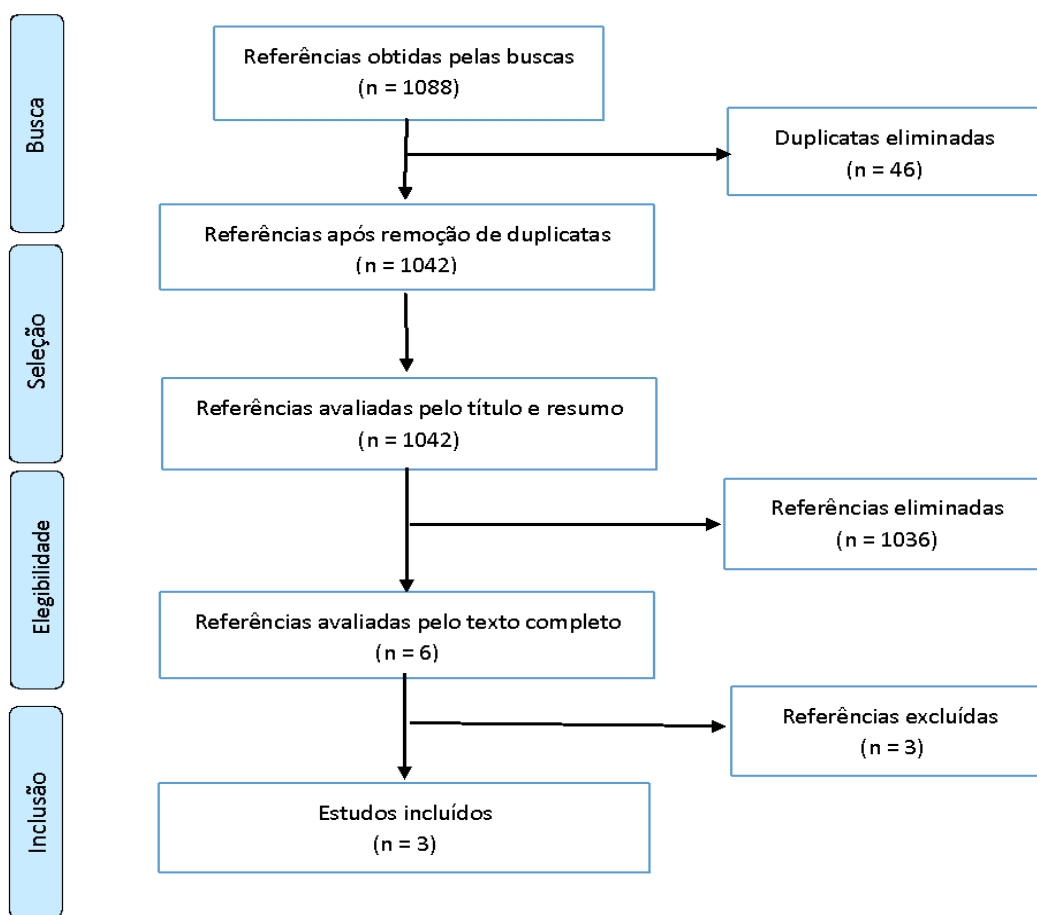 Busca
Referências obtidas pelas buscas
(n = 1088)
Duplicatas eliminadas
(n = 46)
Referências após remoção de duplicatas
(n = 1042)
Seleção
Referências avaliadas pelo título e resumo
(n = 1042)
Elegibilidade
Referências eliminadas
(n = 1036)
Referências avaliadas pelo texto completo
(n = 6)
Inclusão
Referências excluídas
(n = 3)
Estudos incluídos
(n = 3)